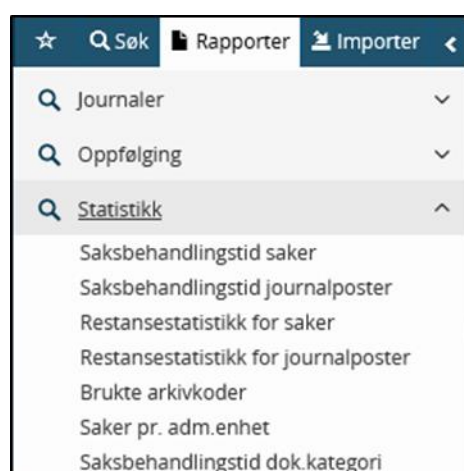 Søk Rapporter Importer
Journaler
Oppfølging
Statistikk
Saksbehandlingstid saker
Saksbehandlingstid journalposter
Restansestatistikk for saker
Restansestatistikk for journalposter
Brukte arkivkoder
Saker pr. adm.enhet
Saksbehandlingstid dok.kategori